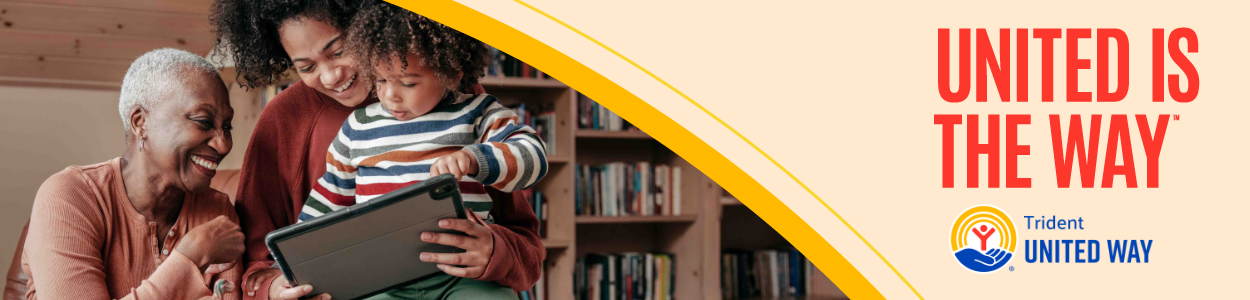 UNITED IS
THE WAY™
Trident
UNITED WAY®